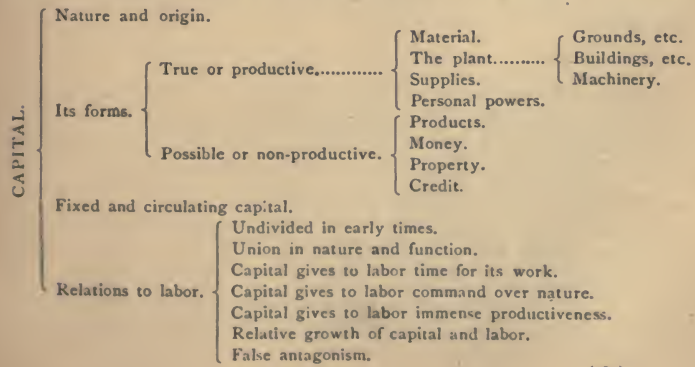 CAPITAL.
Nature and origin.
Its forms.
True or productive.............
Material.
The plant..........
Grounds, etc.
Buildings, etc.
Machinery.
Supplies.
Personal powers.
Possible or non-productive.
Products.
Money.
Property.
Credit.
Fixed and circulating capital.
Relations to labor.
Undivided in early times.
Union in nature and function.
Capital gives to labor time for its work.
Capital gives to labor command over nature.
Capital gives to labor immense productiveness.
Relative growth of capital and labor.
False antagonism.